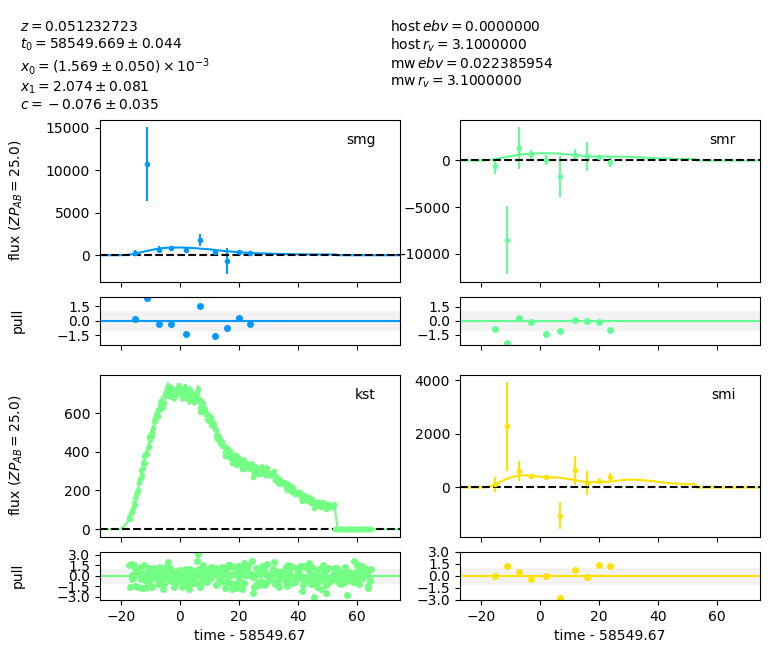 z = 0.051232723
t₀ = 58549.669 ± 0.044
x₀ = (1.569 ± 0.050) × 10⁻³
x₁ = 2.074 ± 0.081
c = −0.076 ± 0.035
host ebv = 0.0000000
host r_v = 3.1000000
mw ebv = 0.022385954
mw r_v = 3.1000000
flux (ZP_AB = 25.0)
15000
10000
5000
0
smg
0
−5000
−10000
smr
pull
1.5
0.0
−1.5
1.5
0.0
−1.5
flux (ZP_AB = 25.0)
600
400
200
0
kst
4000
2000
0
smi
pull
3.0
1.5
0.0
−1.5
−3.0
3.0
1.5
0.0
−1.5
−3.0
−20 0 20 40 60
−20 0 20 40 60
time - 58549.67
time - 58549.67